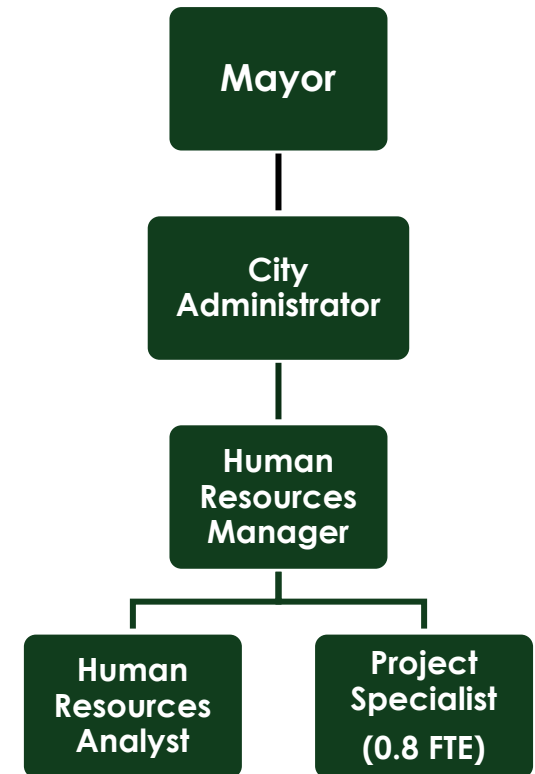 Mayor
City
Administrator
Human
Resources
Manager
Human
Resources
Analyst
Project
Specialist
(0.8 FTE)